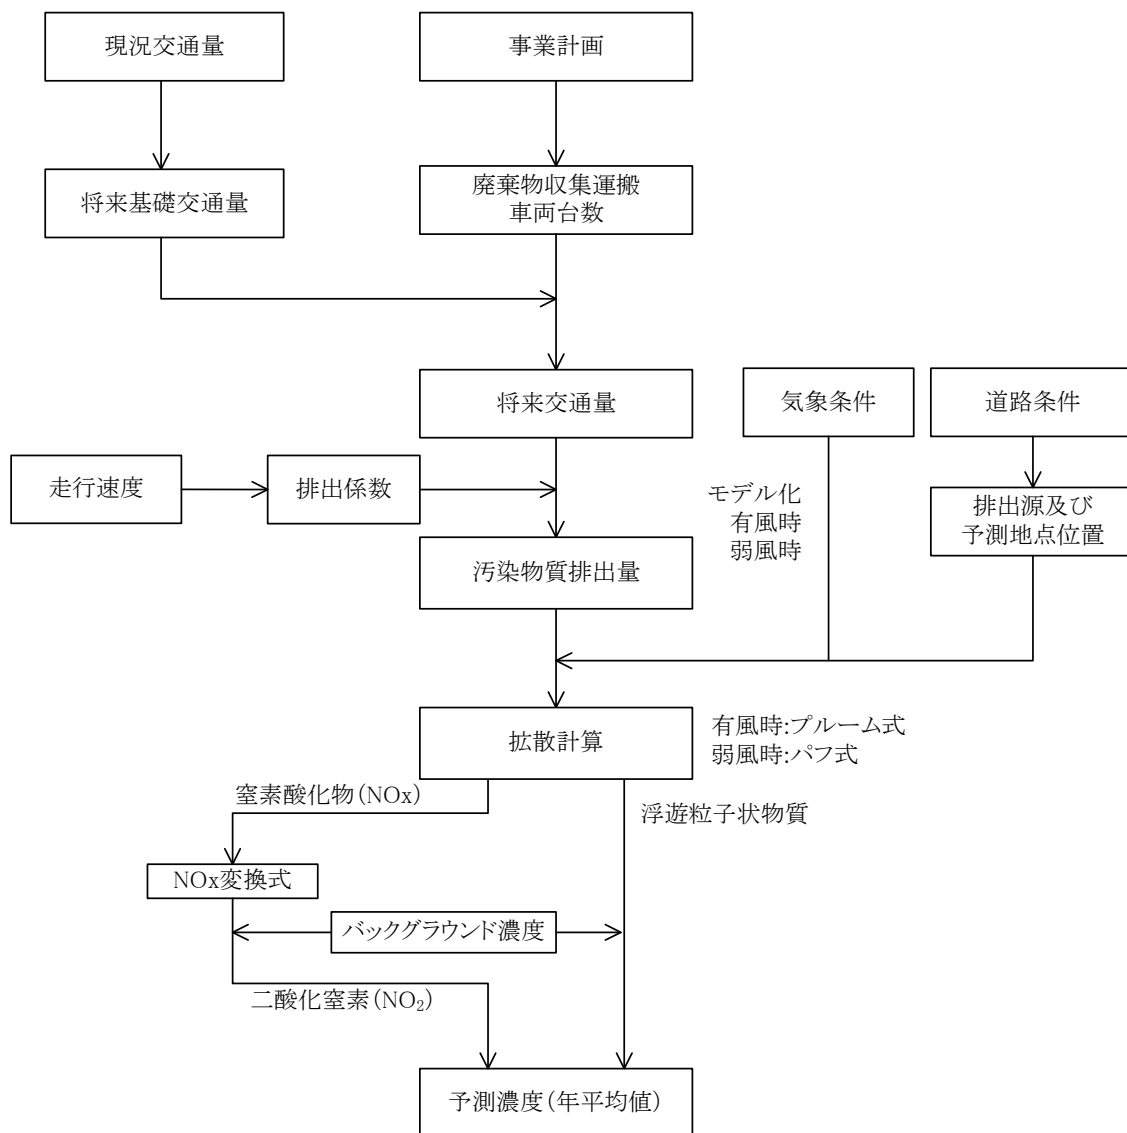 現況交通量
事業計画
将来基礎交通量
廃棄物収集運搬
車両台数
将来交通量
気象条件
道路条件
走行速度
排出係数
モデル化
有風時
弱風時
排出源及び
予測地点位置
汚染物質排出量
拡散計算
有風時:プルーム式
弱風時:パフ式
窒素酸化物(NOx)
浮遊粒子状物質
NOx変換式
バックグラウンド濃度
二酸化窒素(NO₂)
予測濃度(年平均値)